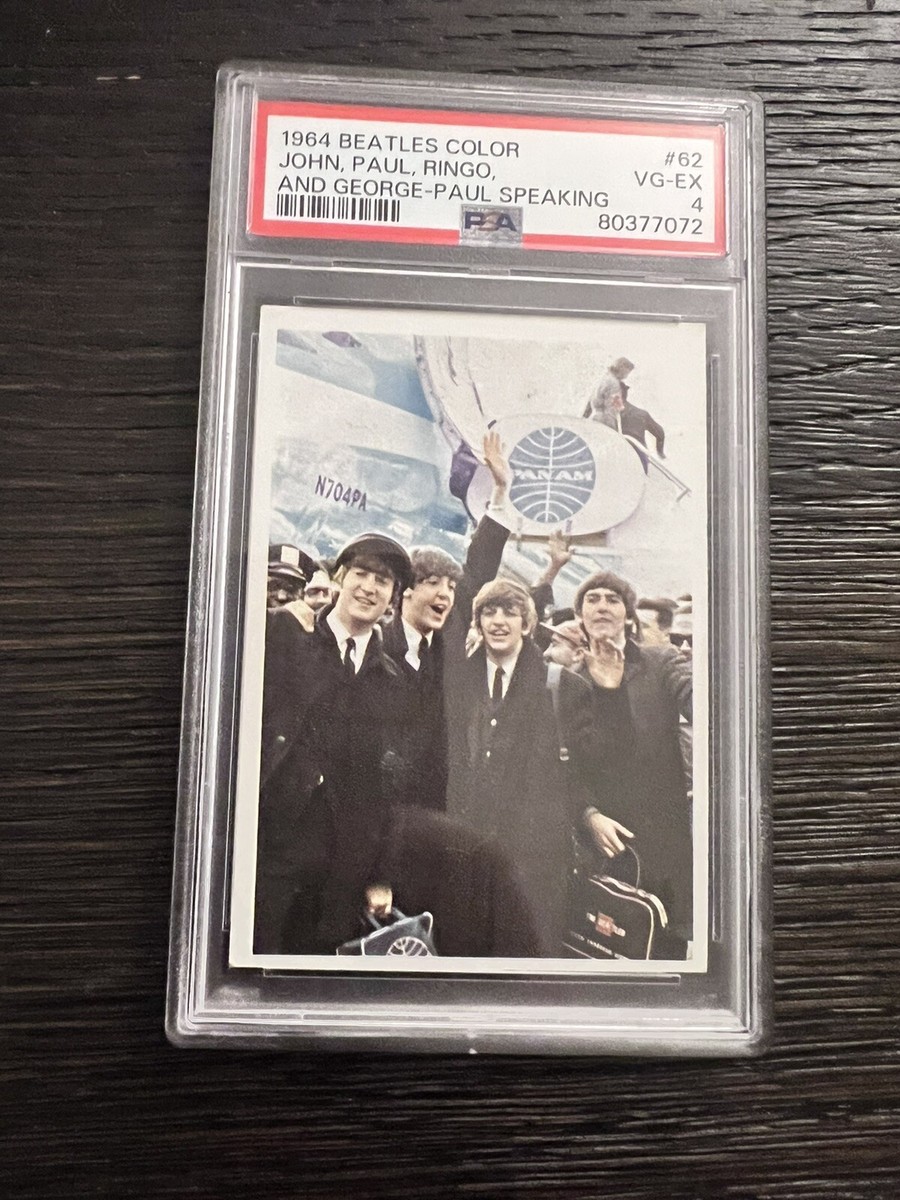 1964 BEATLES COLOR
#62
JOHN, PAUL, RINGO,
VG-EX
AND GEORGE-PAUL SPEAKING
4
PSA
80377072
PAN AM
N704PA